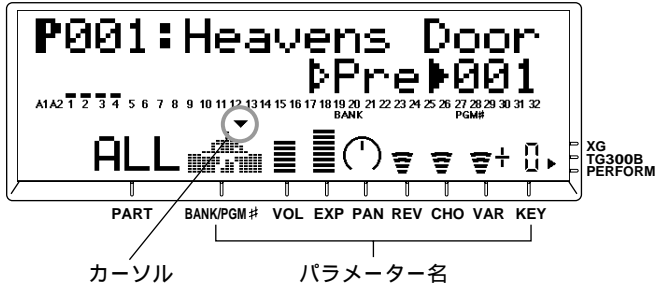 P001:Heavens Door
Pre 001
A1 A2 1 2 3 4 5 6 7 8 9 10 11 12 13 14 15 16 17 18 19 20 21 22 23 24 25 26 27 28 29 30 31 32
BANK PGM#
ALL 0
XG
TG300B
PERFORM
PART BANK/PGM♯ VOL EXP PAN REV CHO VAR KEY
カーソル パラメーター名